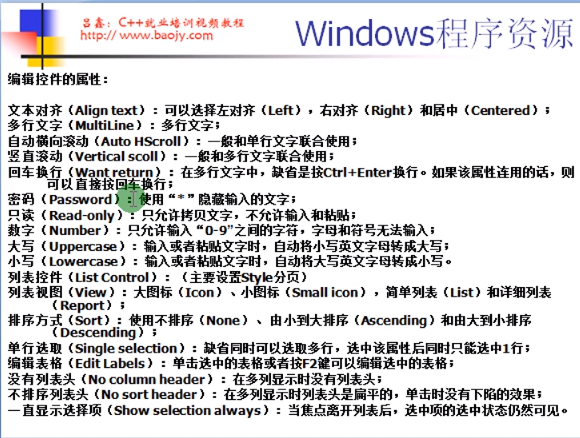 吕鑫：C++就业培训视频教程
http://www.baojy.com
Windows程序资源
编辑控件的属性：
文本对齐（Align text）：可以选择左对齐（Left），右对齐（Right）和居中（Centered）；
多行文字（MultiLine）：多行文字；
自动横向滚动（Auto HScroll）：一般和单行文字联合使用；
竖直滚动（Vertical scoll）：一般和多行文字联合使用；
回车换行（Want return）：在多行文字中，缺省是按Ctrl+Enter换行。如果该属性连用的话，则
可以直接按回车换行；
密码（Password）：使用“*”隐藏输入的文字；
只读（Read-only）：只允许拷贝文字，不允许输入和粘贴；
数字（Number）：只允许输入“0-9”之间的字符，字母和符号无法输入；
大写（Uppercase）：输入或者粘贴文字时，自动将小写英文字母转成大写；
小写（Lowercase）：输入或者粘贴文字时，自动将大写英文字母转成小写。
列表控件（List Control）：（主要设置Style分页）
列表视图（View）：大图标（Icon）、小图标（Small icon），简单列表（List）和详细列表
（Report）；
排序方式（Sort）：使用不排序（None）、由小到大排序（Ascending）和由大到小排序
（Descending）；
单行选取（Single selection）：缺省同时可以选取多行，选中该属性后同时只能选中1行；
编辑表格（Edit Labels）：单击选中的表格或者按F2键可以编辑选中的表格；
没有列表头（No column header）：在多列显示时没有列表头；
不排序列表头（No sort header）：在多列显示时列表头是扁平的，单击时没有下陷的效果；
一直显示选择项（Show selection always）：当焦点离开列表后，选中项的选中状态仍然可见。